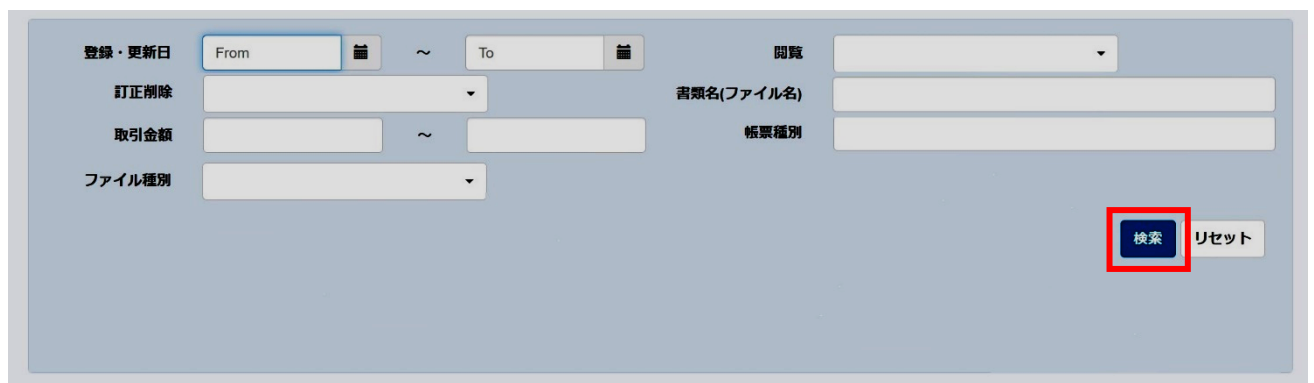 登録・更新日 From ～ To 閲覧
訂正削除 書類名(ファイル名)
取引金額 ～ 帳票種別
ファイル種別
検索 リセット